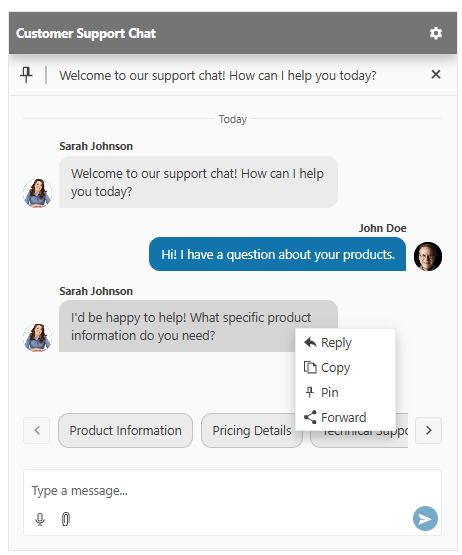 Customer Support Chat
Welcome to our support chat! How can I help you today?
Today
Sarah Johnson
Welcome to our support chat! How can I help
you today?
John Doe
Hi! I have a question about your products.
Sarah Johnson
I'd be happy to help! What specific product
information do you need?
Reply
Copy
Pin
Forward
Product Information
Pricing Details
Technical Suppo
Type a message...